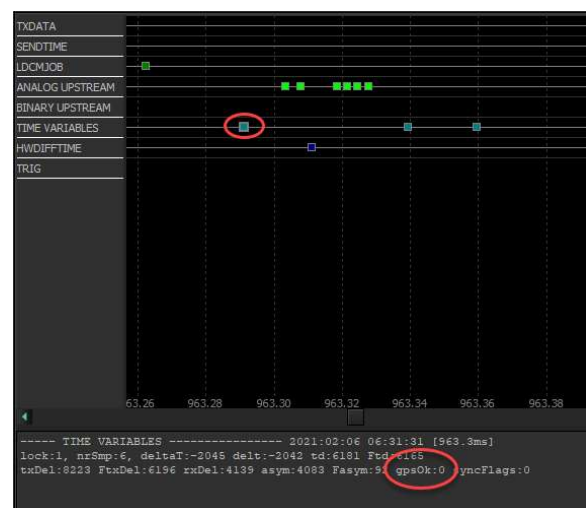 TXDATA
SENDTIME
LDCMJOB
ANALOG UPSTREAM
BINARY UPSTREAM
TIME VARIABLES
HWDIFFTIME
TRIG
63.26 963.28 963.30 963.32 963.34 963.36 963.38
----- TIME VARIABLES ---------------- 2021:02:06 06:31:31 [963.3ms]
lock:1, nrSmp:6, deltaT:-2045 delt:-2042 td:6181 Ftd:6165
txDel:8223 FtxDel:6196 rxDel:4139 asym:4083 gpsOk:0 syncFlags:0